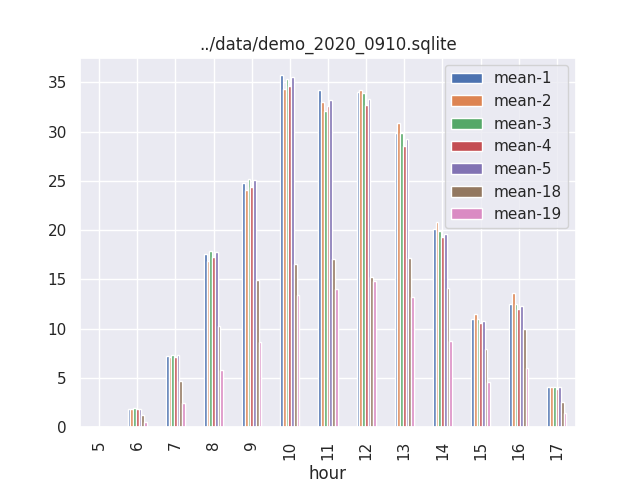 ../data/demo_2020_0910.sqlite
35
30
25
20
15
10
5
0
mean-1
mean-2
mean-3
mean-4
mean-5
mean-18
mean-19
5 6 7 8 9 10 11 12 13 14 15 16 17
hour